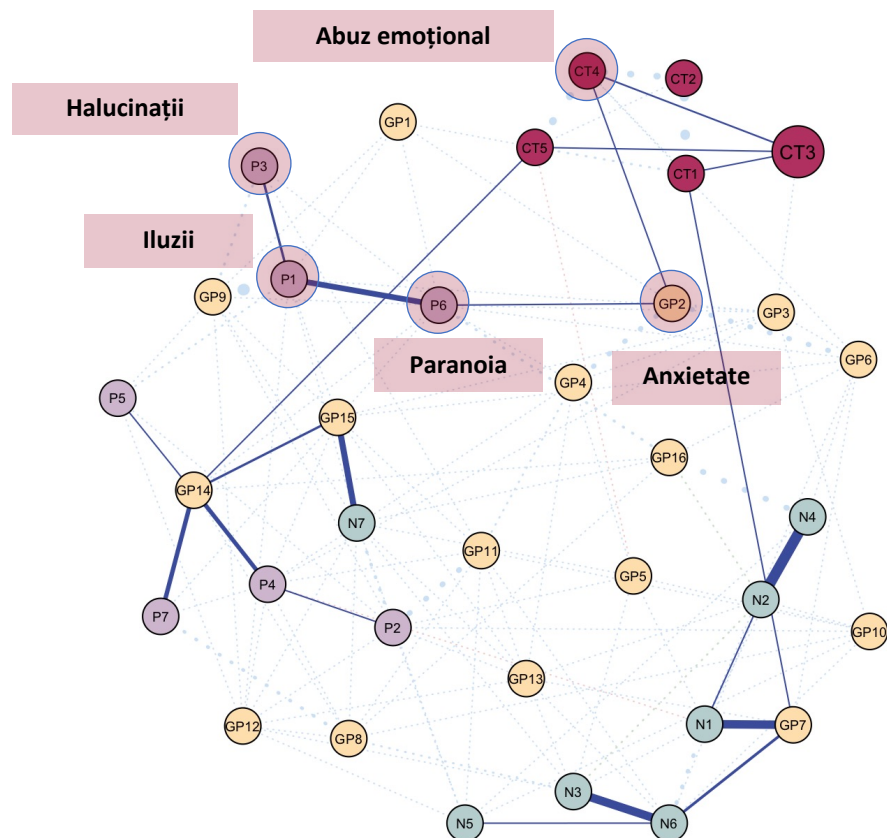 Abuz emoțional
CT4
CT2
Halucinații
GP1
CT5
CT3
P3
CT1
Iluzii
P1
GP9
P6
GP2
GP3
Paranoia
GP4
Anxietate
GP6
P5
GP15
GP16
GP14
N7
N4
GP11
P4
GP5
N2
P7
P2
GP10
GP13
GP12
GP8
N1
GP7
N3
N5
N6